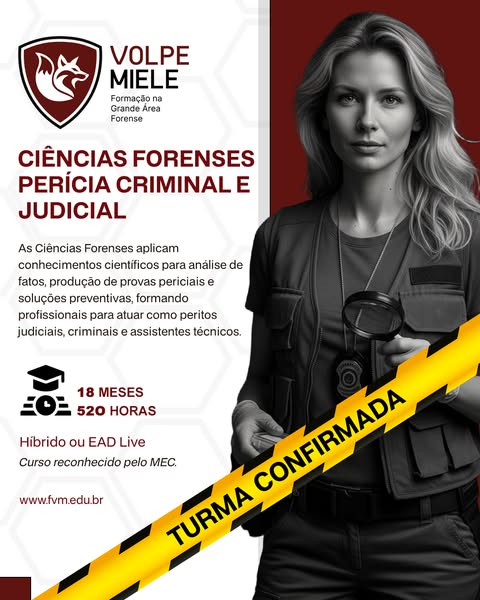 VOLPE
MIELE
Formação na
Grande Área
Forense
CIÊNCIAS FORENSES
PERÍCIA CRIMINAL E
JUDICIAL
As Ciências Forenses aplicam
conhecimentos científicos para análise de
fatos, produção de provas periciais e
soluções preventivas, formando
profissionais para atuar como peritos
judiciais, criminais e assistentes técnicos.
18 MESES
520 HORAS
Híbrido ou EAD Live
Curso reconhecido pelo MEC.
www.fvm.edu.br
TURMA CONFIRMADA